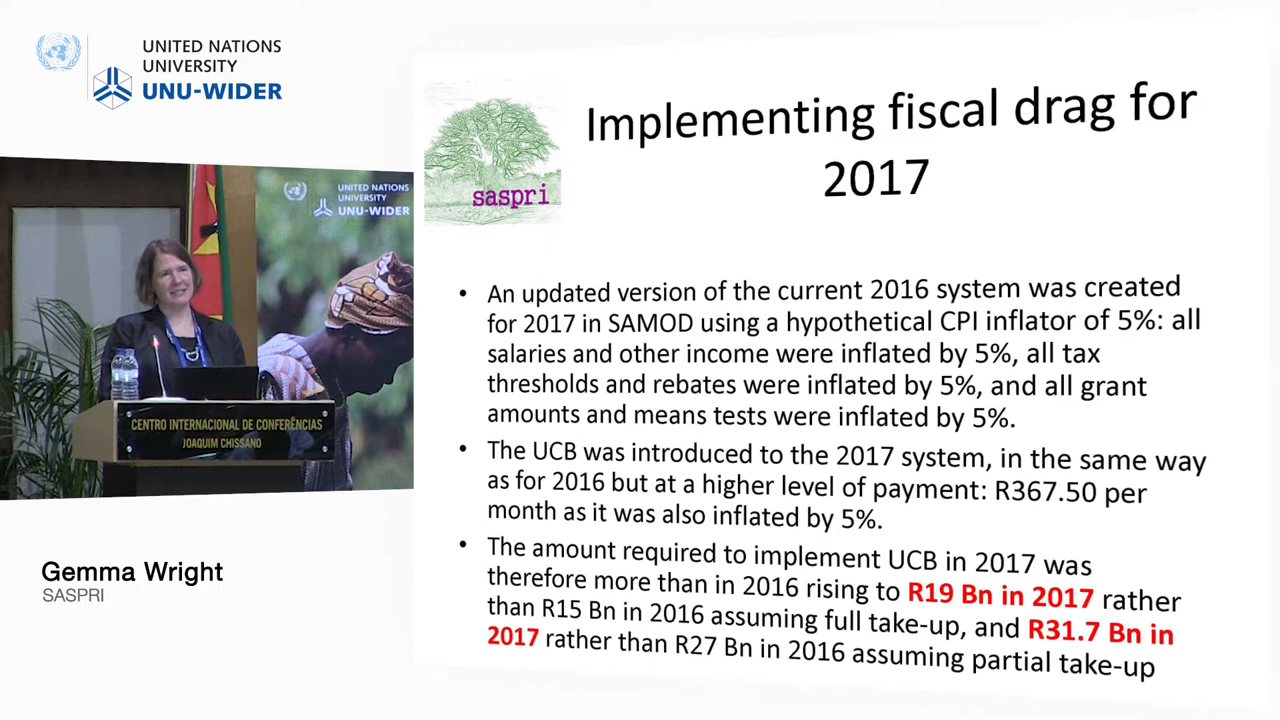 UNITED NATIONS
UNIVERSITY
UNU-WIDER
UNITED NATIONS
UNIVERSITY
UNU-WIDER
CENTRO INTERNACIONAL DE CONFERÊNCIAS
JOAQUIM CHISSANO
Gemma Wright
SASPRI
saspri
Implementing fiscal drag for
2017
• An updated version of the current 2016 system was created
for 2017 in SAMOD using a hypothetical CPI inflator of 5%: all
salaries and other income were inflated by 5%, all tax
thresholds and rebates were inflated by 5%, and all grant
amounts and means tests were inflated by 5%.
• The UCB was introduced to the 2017 system, in the same way
as for 2016 but at a higher level of payment: R367.50 per
month as it was also inflated by 5%.
• The amount required to implement UCB in 2017 was
therefore more than in 2016 rising to R19 Bn in 2017 rather
than R15 Bn in 2016 assuming full take-up, and R31.7 Bn in
2017 rather than R27 Bn in 2016 assuming partial take-up